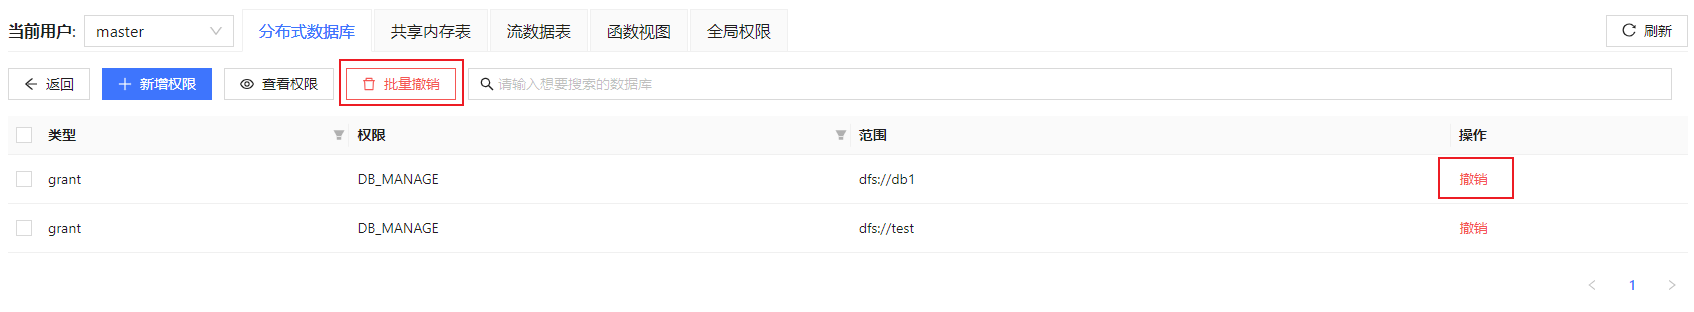 当前用户: master 分布式数据库 共享内存表 流数据表 函数视图 全局权限 刷新
返回 新增权限 查看权限 批量撤销 请输入想要搜索的数据库
类型 权限 范围 操作
grant DB_MANAGE dfs://db1 撤销
grant DB_MANAGE dfs://test 撤销
1